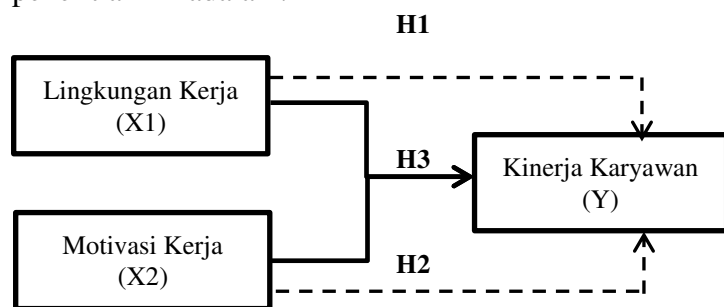 H1
Lingkungan Kerja
(X1)
H3
Kinerja Karyawan
(Y)
Motivasi Kerja
(X2)
H2